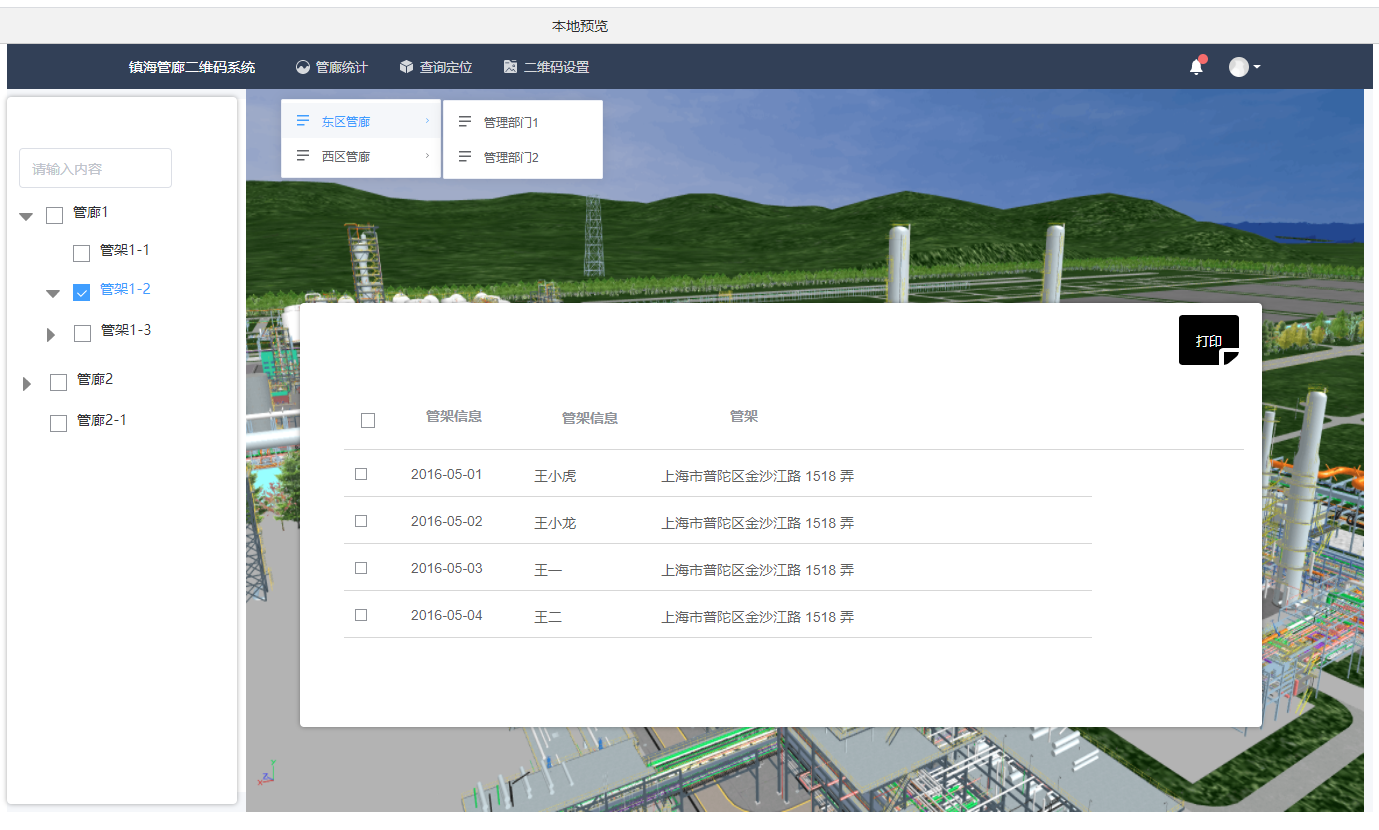 本地预览
镇海管廊二维码系统 管廊统计 查询定位 二维码设置
请输入内容
管廊1
管架1-1
管架1-2
管架1-3
管廊2
管廊2-1
东区管廊
西区管廊
管理部门1
管理部门2
打印
管架信息 管架信息 管架
2016-05-01 王小虎 上海市普陀区金沙江路 1518 弄
2016-05-02 王小龙 上海市普陀区金沙江路 1518 弄
2016-05-03 王一 上海市普陀区金沙江路 1518 弄
2016-05-04 王二 上海市普陀区金沙江路 1518 弄